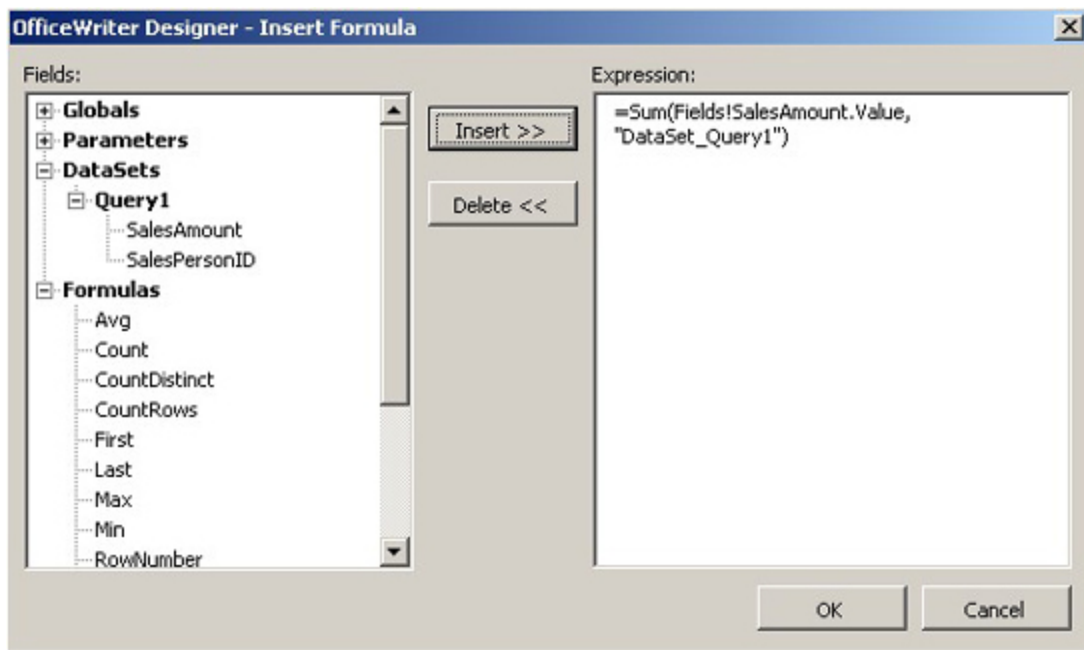 OfficeWriter Designer - Insert Formula
Fields:
Globals
Parameters
DataSets
Query1
SalesAmount
SalesPersonID
Formulas
Avg
Count
CountDistinct
CountRows
First
Last
Max
Min
RowNumber
Insert >>
Delete <<
Expression:
=Sum(Fields!SalesAmount.Value,
"DataSet_Query1")
OK
Cancel